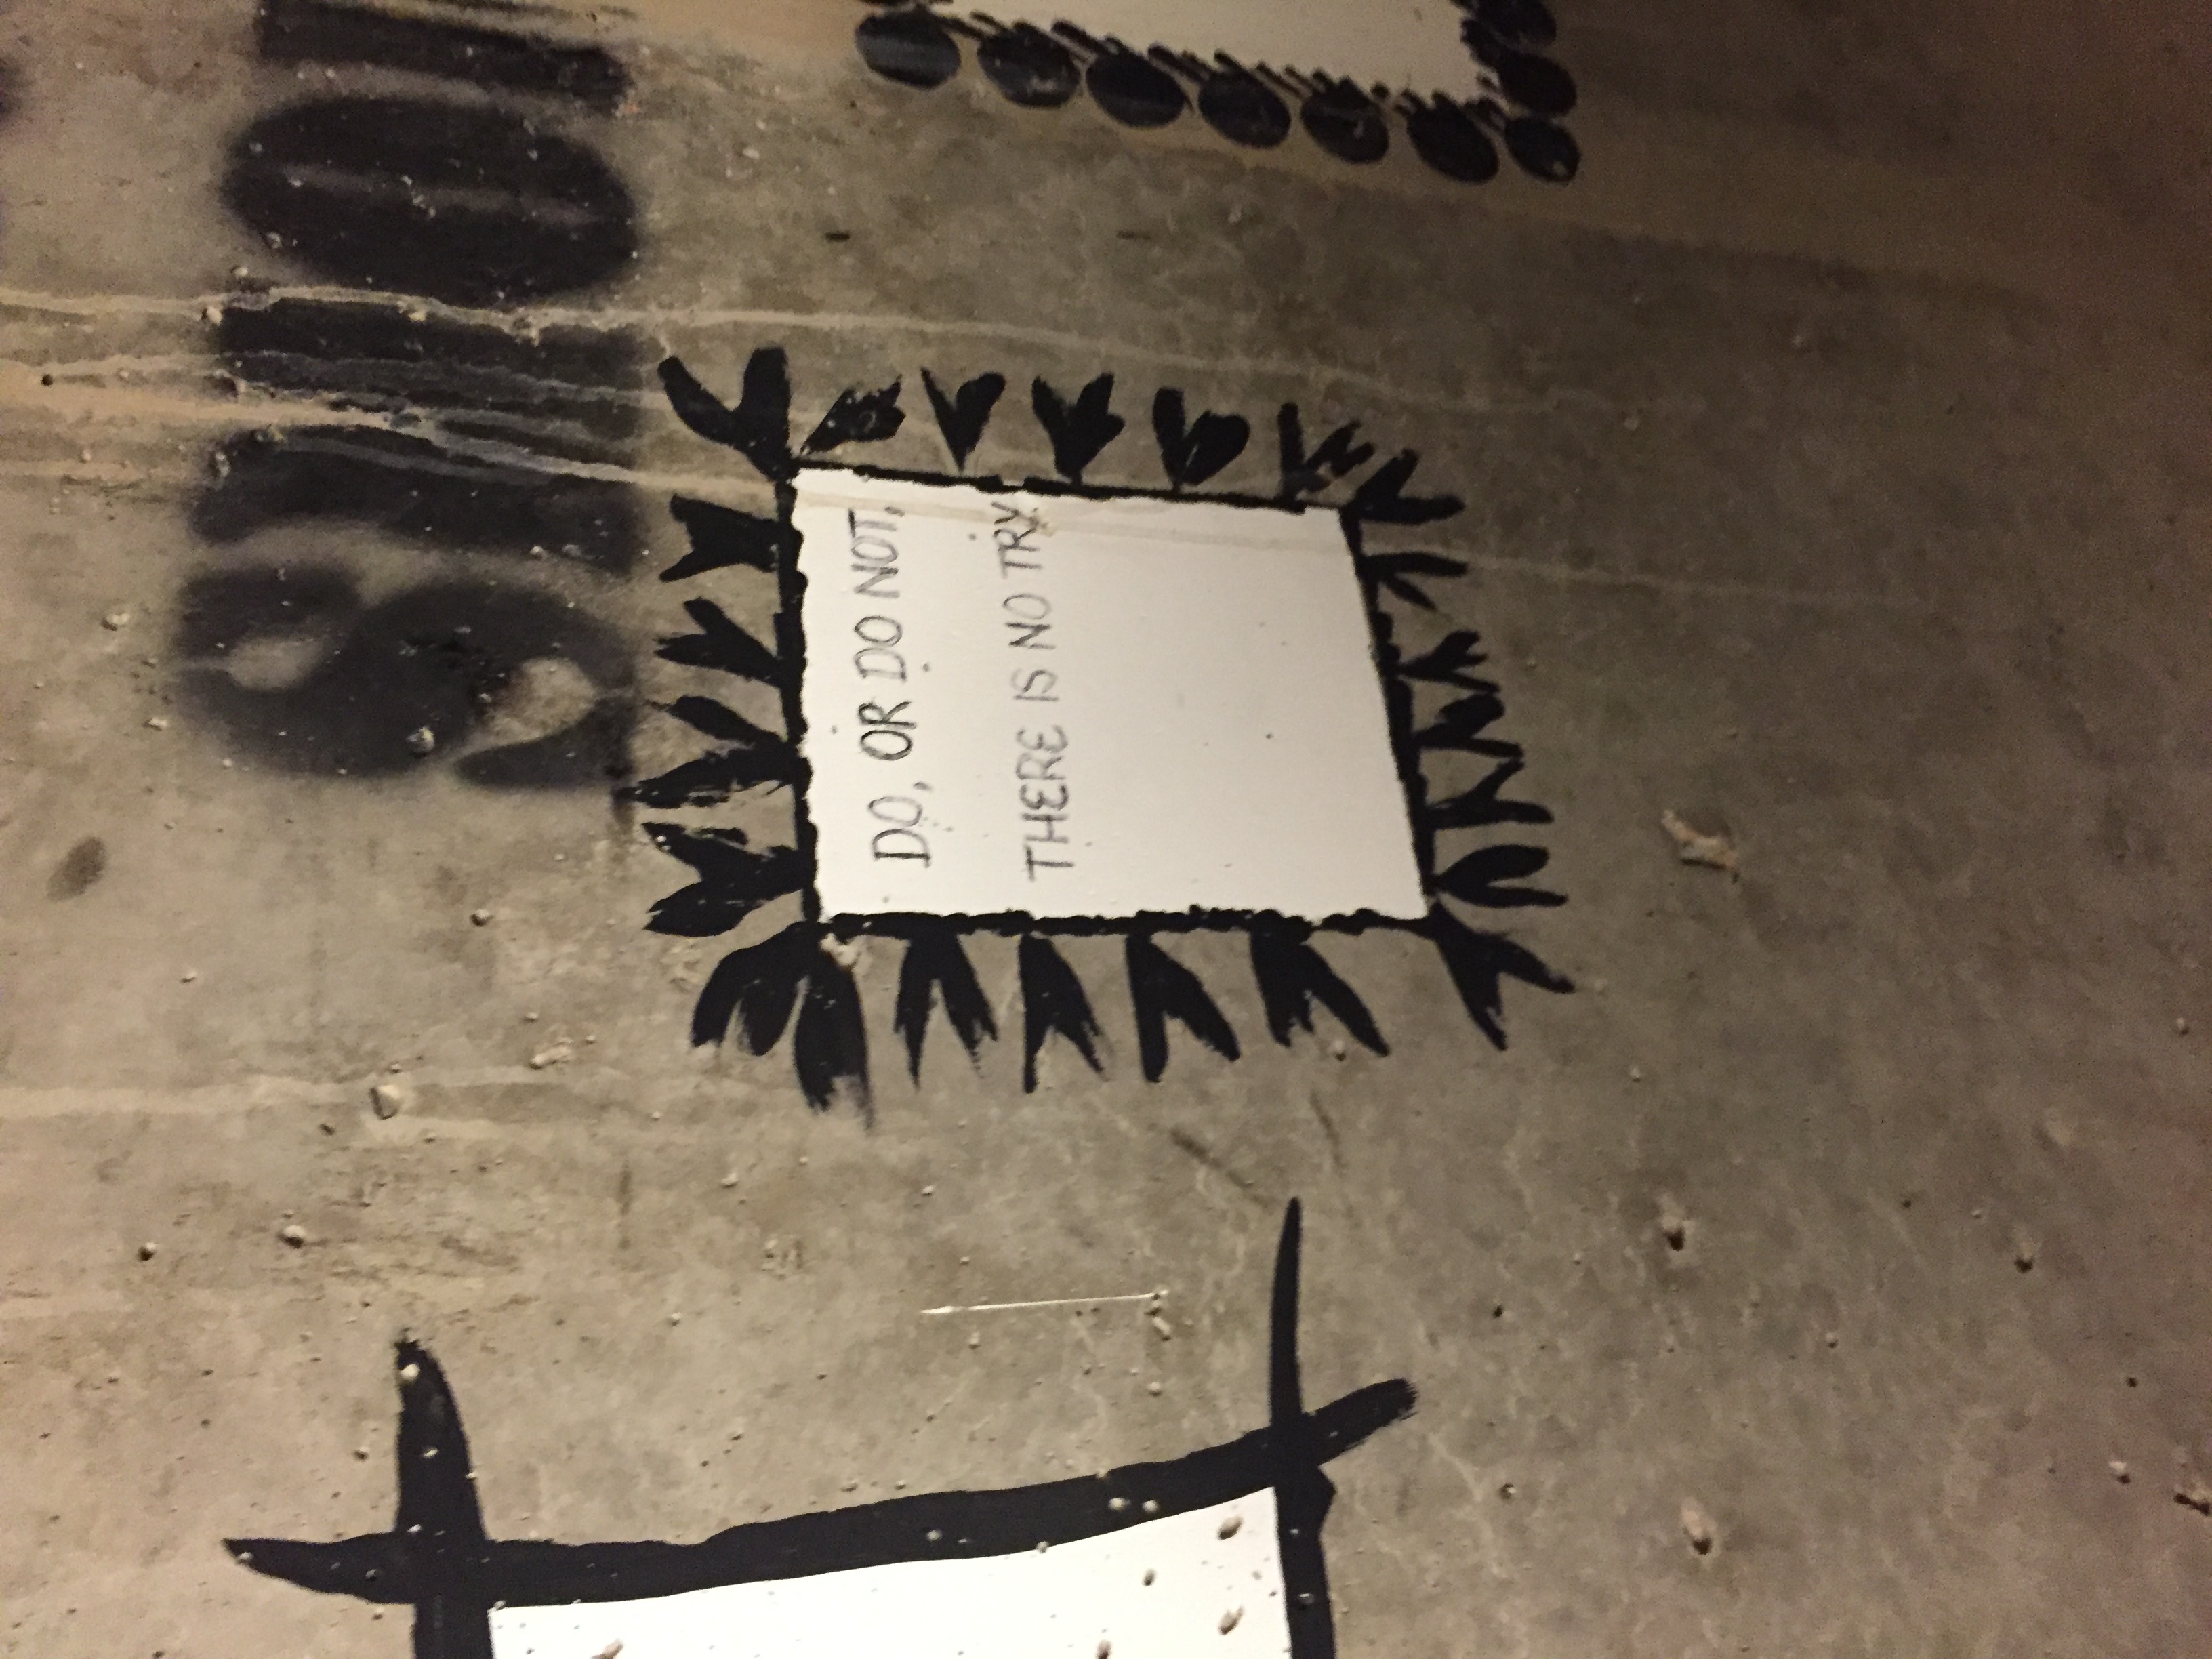 DO, OR DO NOT,
THERE IS NO TRY.